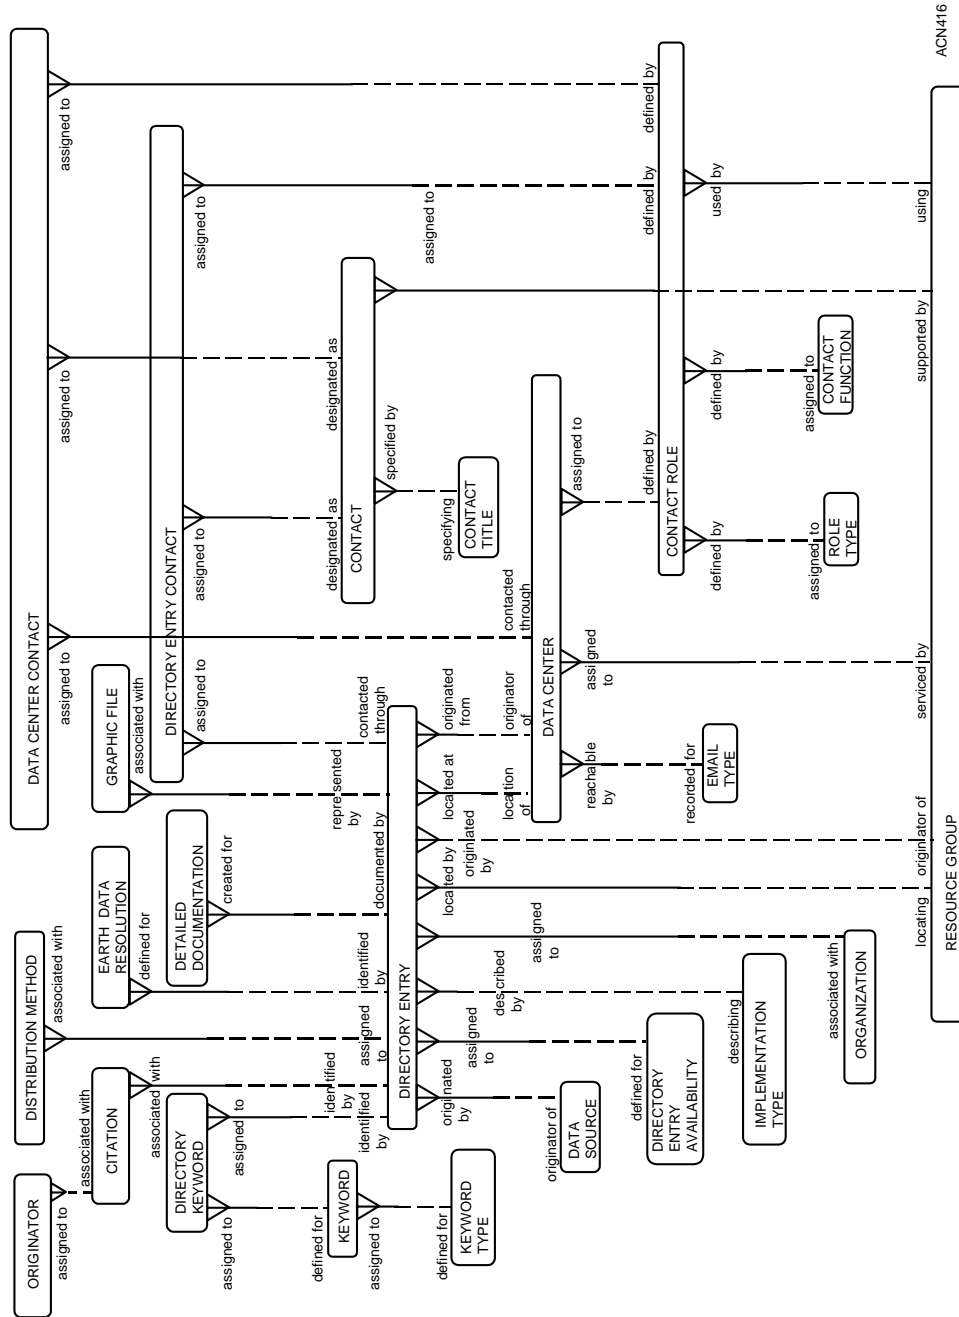 ORIGINATOR
assigned to
associated with
CITATION
associated with
DISTRIBUTION METHOD
associated with
EARTH DATA
RESOLUTION
defined for
GRAPHIC FILE
associated with
DATA CENTER CONTACT
assigned to
assigned to
assigned to
DIRECTORY
KEYWORD
assigned to
assigned to
DETAILED
DOCUMENTATION
created for
DIRECTORY ENTRY CONTACT
assigned to
assigned to
assigned to
defined for
KEYWORD
assigned to
defined for
KEYWORD
TYPE
identified
by
identified
by
assigned
to
identified
by
documented by
represented
by
contacted
through
DIRECTORY ENTRY
originated
by
assigned
to
described
by
assigned
to
located by
originated
by
located at
originated
from
designated as
designated as
CONTACT
specified by
specifying
CONTACT
TITLE
assigned to
location
of
originator
of
contacted
through
DATA CENTER
reachable
by
assigned
to
assigned to
recorded for
EMAIL
TYPE
originator of
DATA
SOURCE
defined for
DIRECTORY
ENTRY
AVAILABILITY
describing
IMPLEMENTATION
TYPE
associated with
ORGANIZATION
defined by
defined by
defined by
CONTACT ROLE
defined by
defined by
used by
assigned to
ROLE
TYPE
assigned to
CONTACT
FUNCTION
locating
originator of
serviced by
supported by
using
RESOURCE GROUP
ACN416